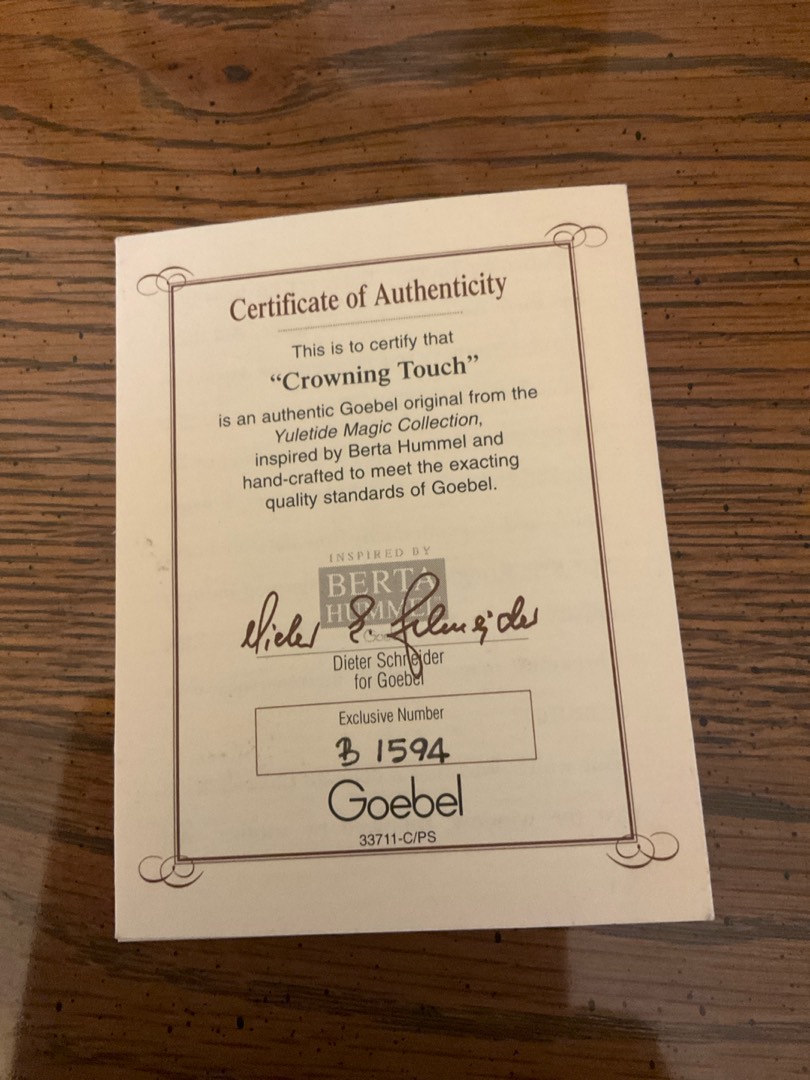 Certificate of Authenticity
This is to certify that
“Crowning Touch”
is an authentic Goebel original from the
Yuletide Magic Collection,
inspired by Berta Hummel and
hand-crafted to meet the exacting
quality standards of Goebel.
INSPIRED BY
BERTA
HUMMEL
Dieter E. Schneider
Dieter Schneider
for Goebel
Exclusive Number
B 1594
Goebel
33711-C/PS